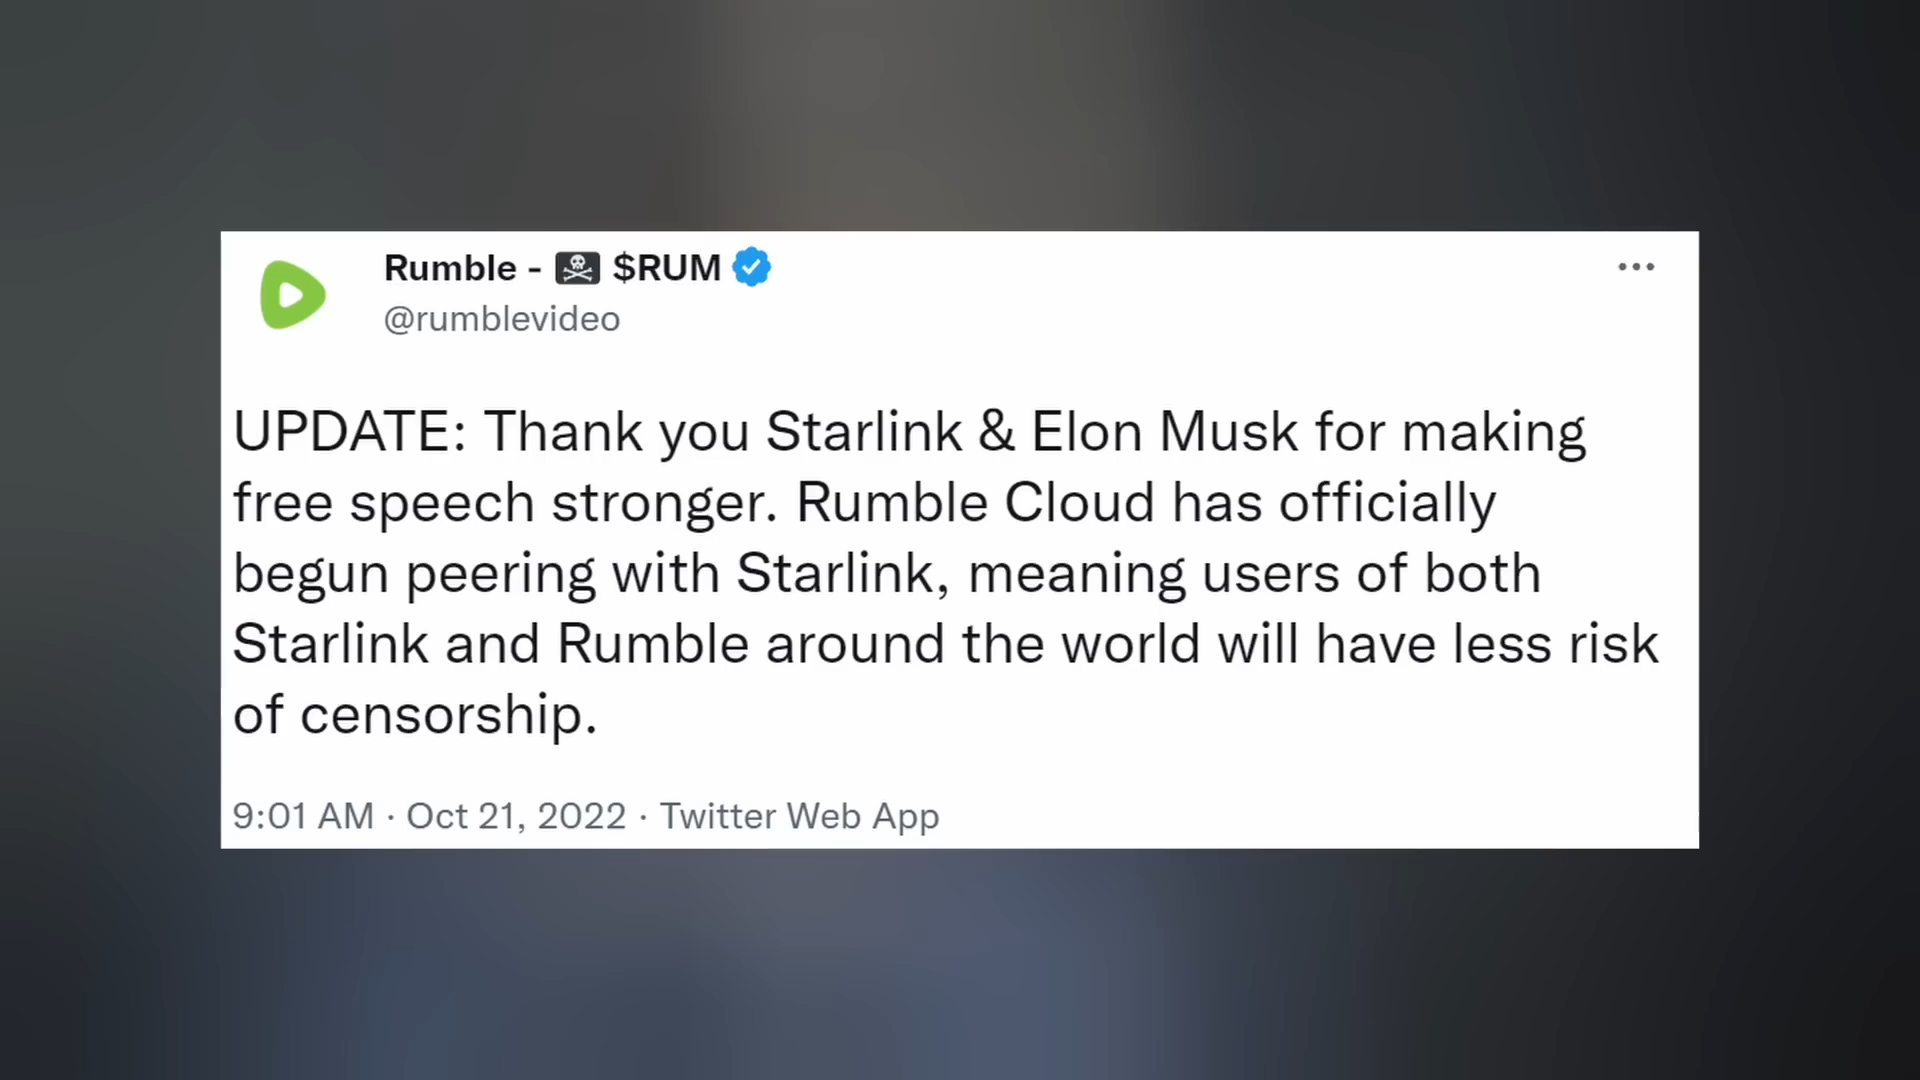 Rumble - 🏴‍☠️ $RUM
@rumblevideo
UPDATE: Thank you Starlink & Elon Musk for making
free speech stronger. Rumble Cloud has officially
begun peering with Starlink, meaning users of both
Starlink and Rumble around the world will have less risk
of censorship.
9:01 AM · Oct 21, 2022 · Twitter Web App